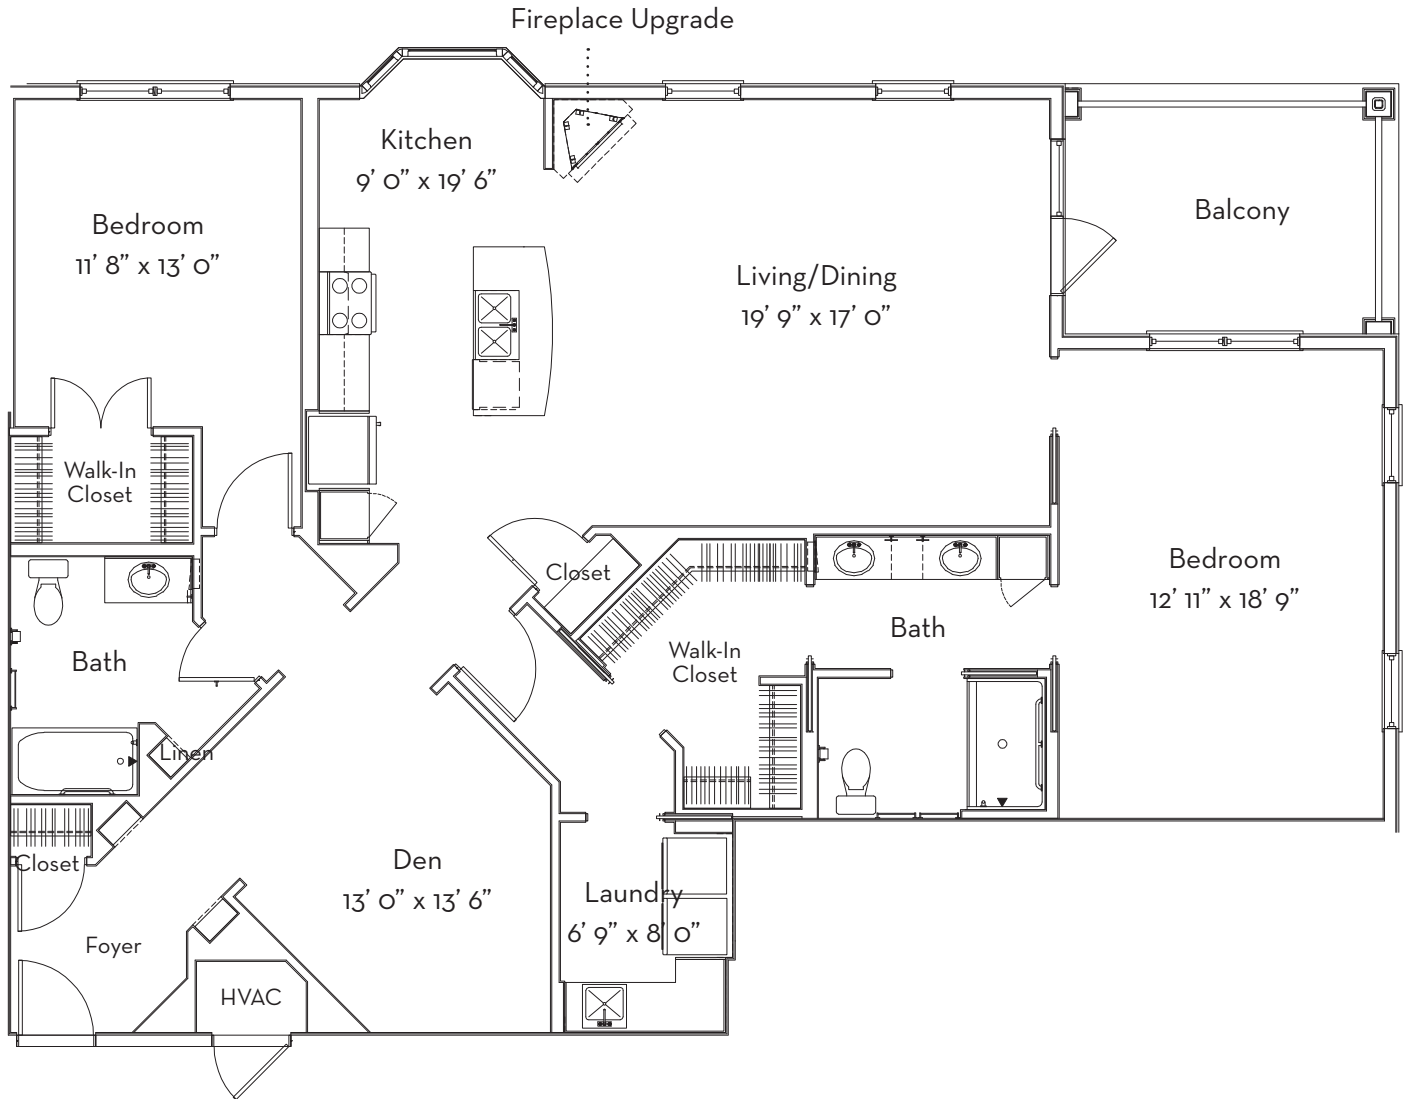 Fireplace Upgrade
Kitchen
9’ 0” x 19’ 6”
Bedroom
11’ 8” x 13’ 0”
Balcony
Living/Dining
19’ 9” x 17’ 0”
Walk-In
Closet
Closet
Bedroom
12’ 11” x 18’ 9”
Bath
Walk-In
Closet
Bath
Linen
Closet
Den
13’ 0” x 13’ 6”
Laundry
6’ 9” x 8’ 0”
Foyer
HVAC